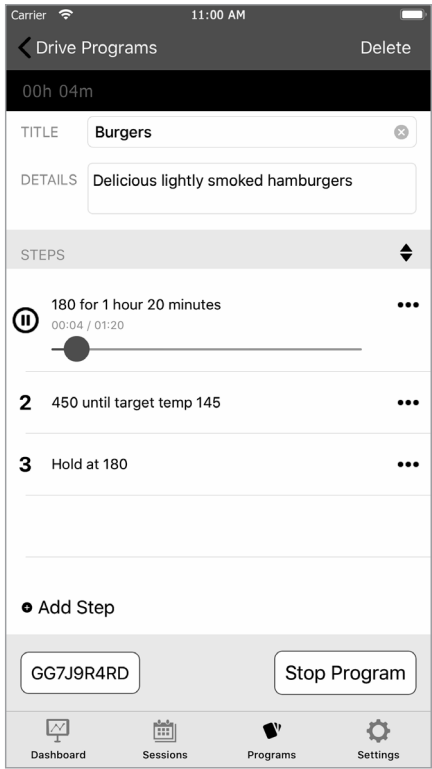 Carrier 11:00 AM
Drive Programs Delete
00h 04m
TITLE Burgers
DETAILS Delicious lightly smoked hamburgers
STEPS
180 for 1 hour 20 minutes
00:04 / 01:20
2 450 until target temp 145
3 Hold at 180
Add Step
GG7J9R4RD Stop Program
Dashboard Sessions Programs Settings